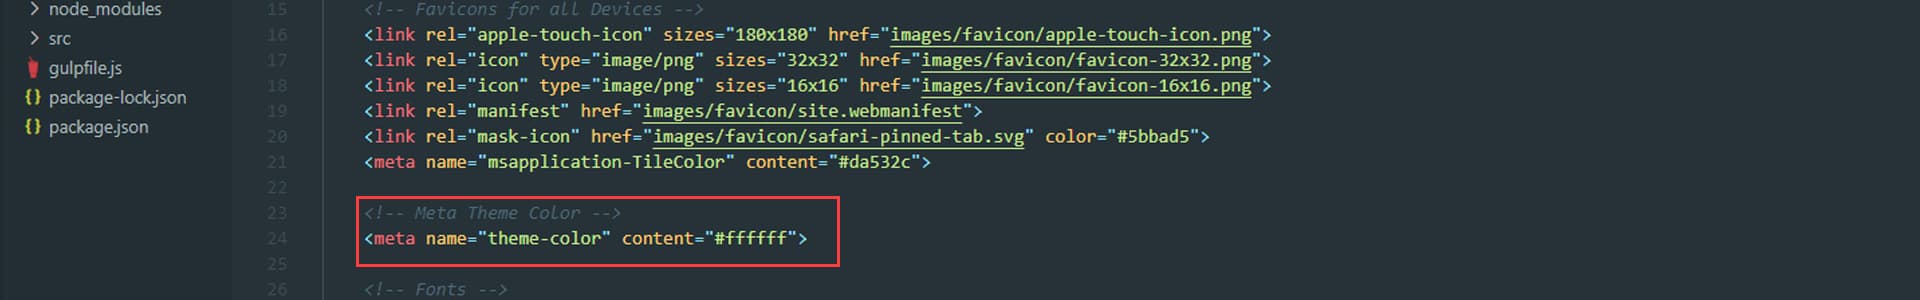 node_modules
src
gulpfile.js
package-lock.json
package.json
15 <!-- Favicons for all Devices -->
16 <link rel="apple-touch-icon" sizes="180x180" href="images/favicon/apple-touch-icon.png">
17 <link rel="icon" type="image/png" sizes="32x32" href="images/favicon/favicon-32x32.png">
18 <link rel="icon" type="image/png" sizes="16x16" href="images/favicon/favicon-16x16.png">
19 <link rel="manifest" href="images/favicon/site.webmanifest">
20 <link rel="mask-icon" href="images/favicon/safari-pinned-tab.svg" color="#5bbad5">
21 <meta name="msapplication-TileColor" content="#da532c">
22
23 <!-- Meta Theme Color -->
24 <meta name="theme-color" content="#ffffff">
25
26 <!-- Fonts -->